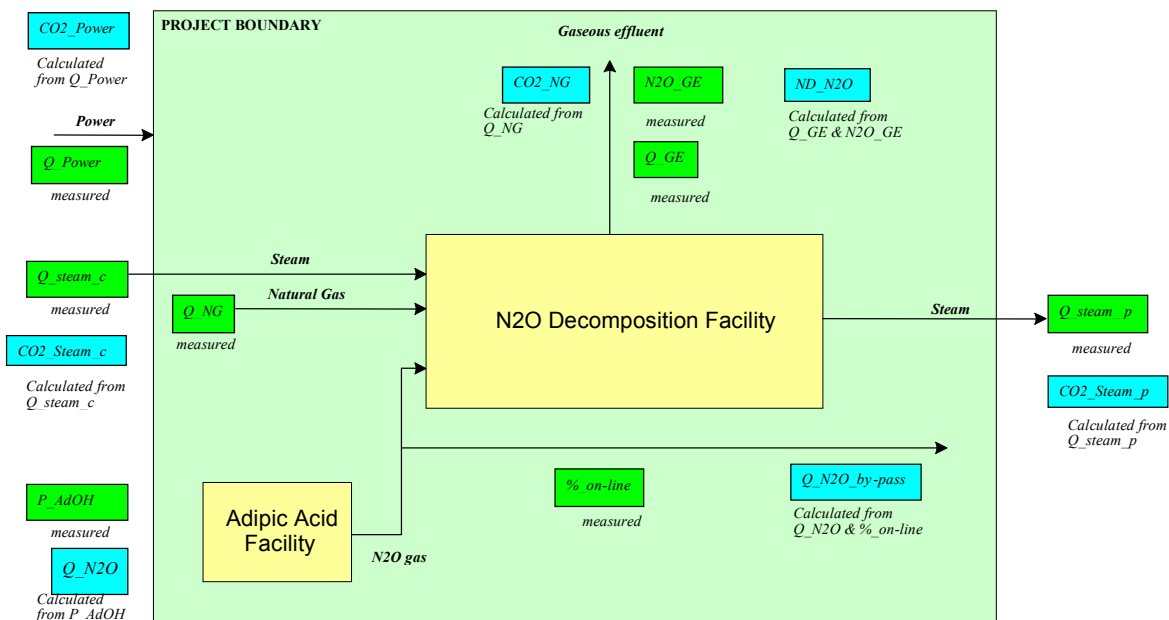 CO2_Power
Calculated
from Q_Power
Power
Q_Power
measured
Q_steam_c
measured
CO2_Steam_c
Calculated from
Q_steam_c
P_AdOH
measured
Q_N2O
Calculated
from P_AdOH
PROJECT BOUNDARY
Gaseous effluent
CO2_NG
Calculated from
Q_NG
N2O_GE
measured
Q_GE
measured
ND_N2O
Calculated from
Q_GE & N2O_GE
Steam
Natural Gas
Q_NG
measured
N2O Decomposition Facility
Steam
Q_steam_p
measured
CO2_Steam_p
Calculated from
Q_steam_p
%_on-line
measured
Q_N2O_by-pass
Calculated from
Q_N2O & %_on-line
Adipic Acid
Facility
N2O gas